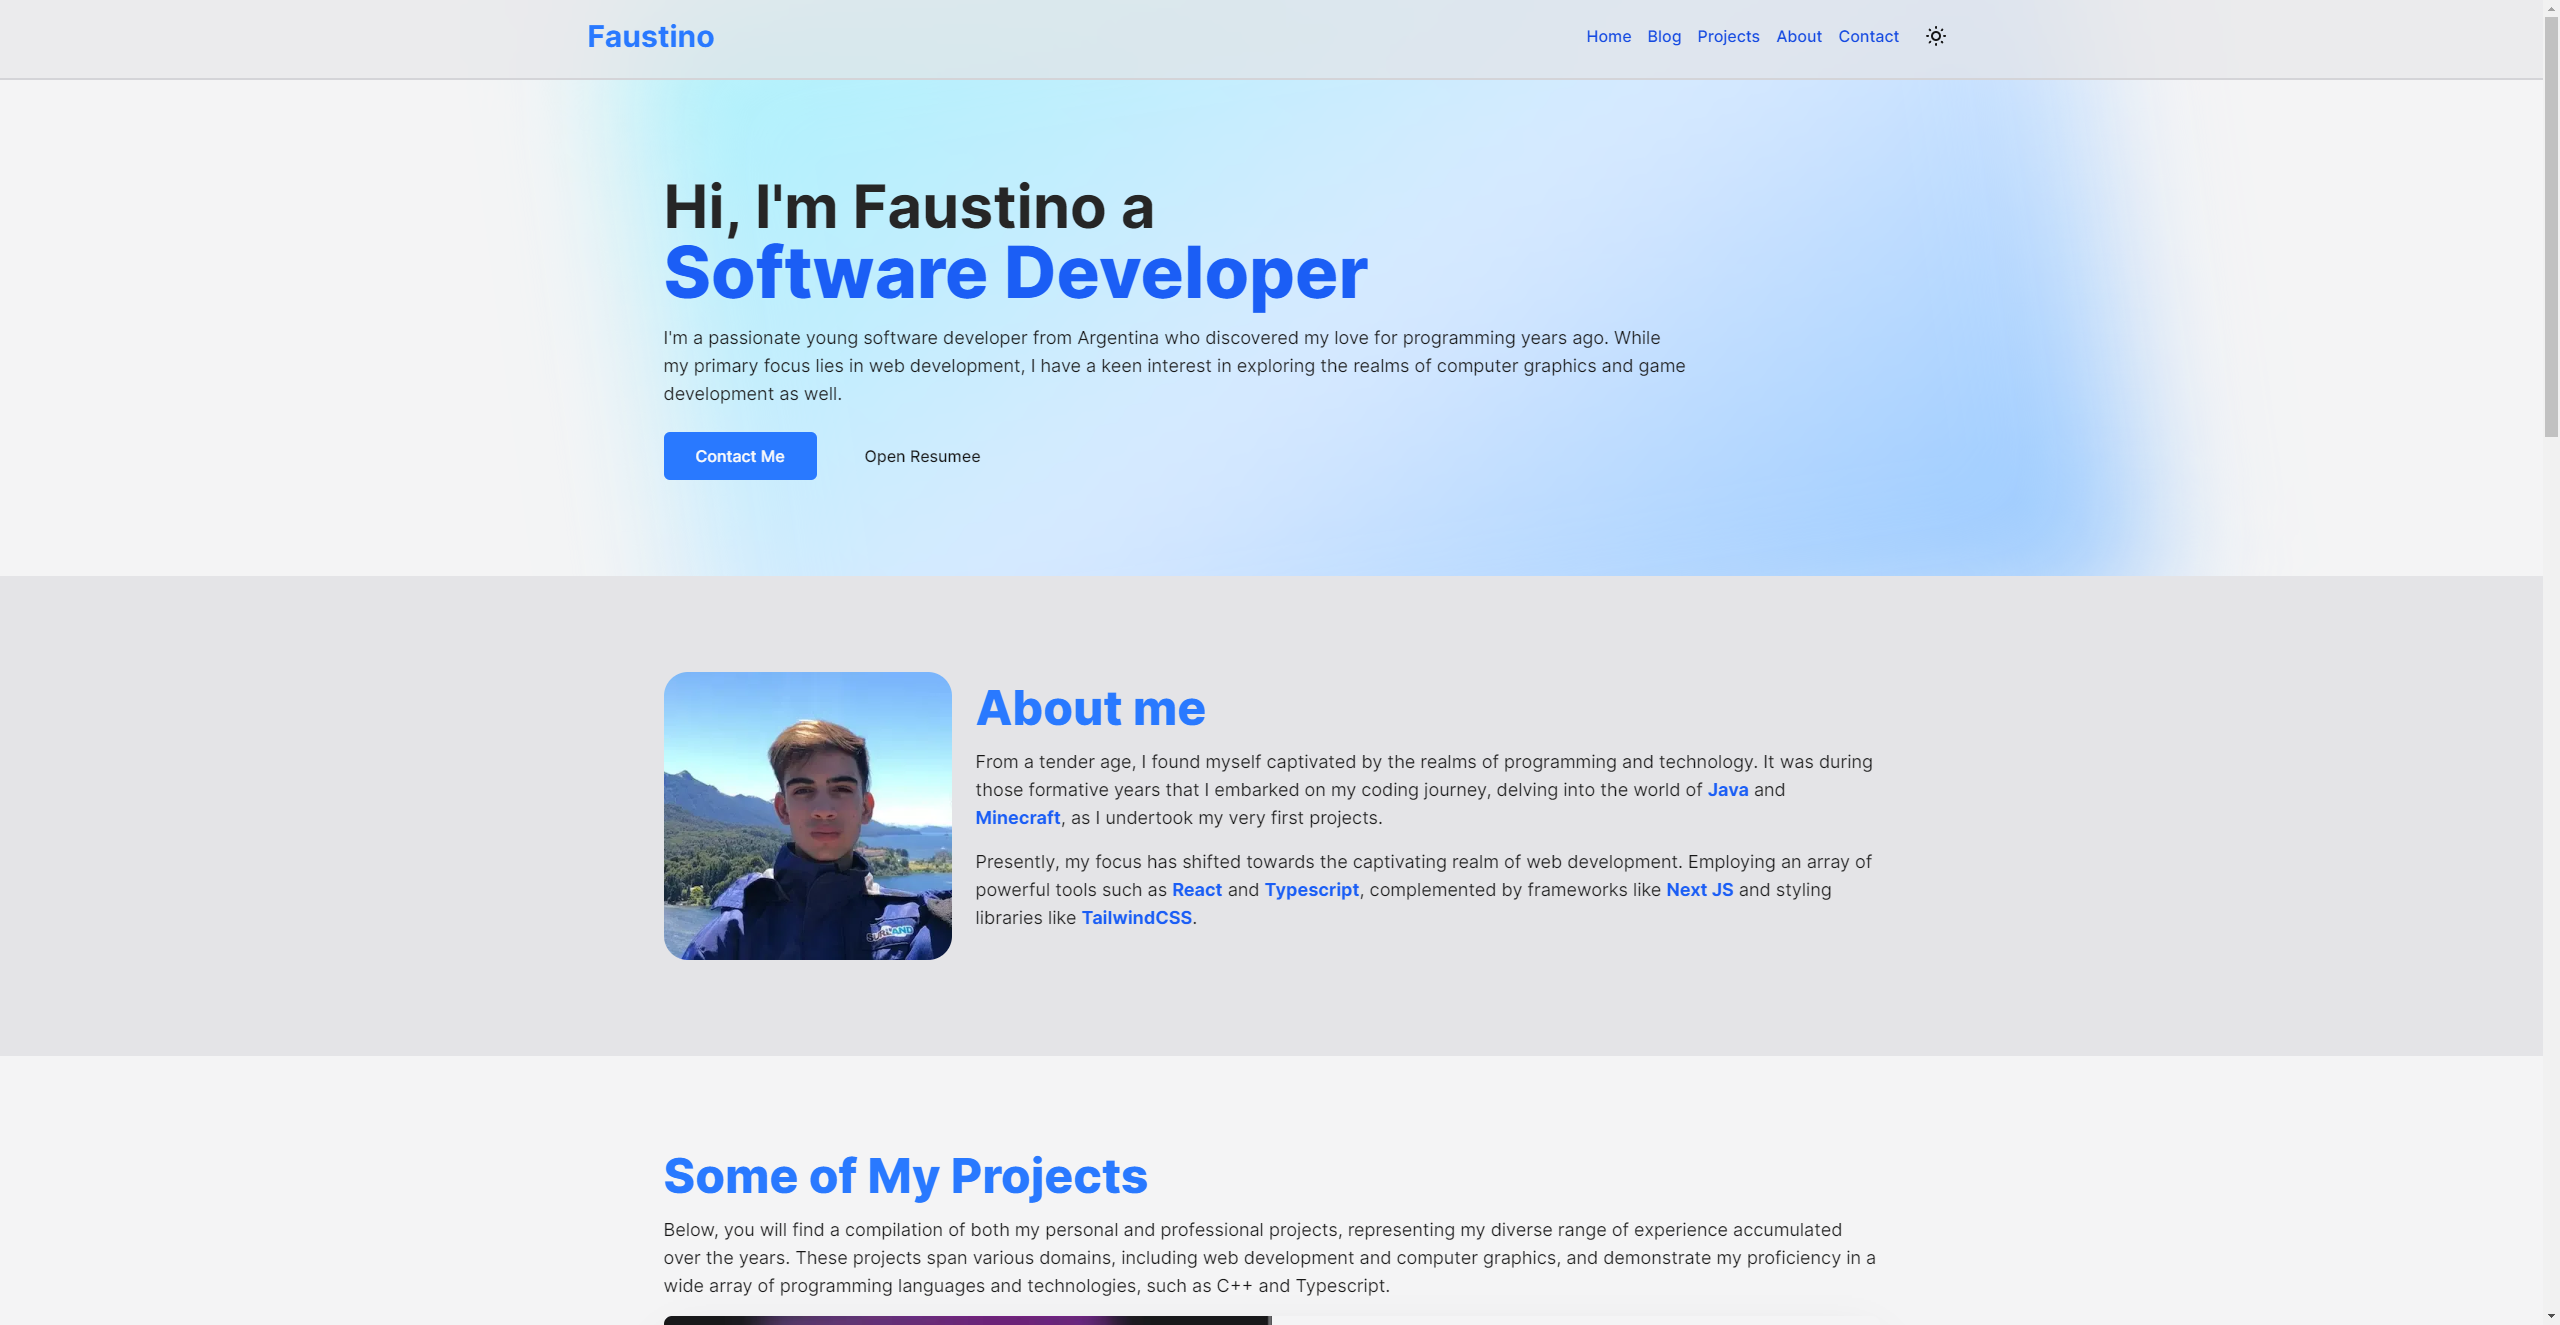 Faustino
Home Blog Projects About Contact
Hi, I'm Faustino a
Software Developer
I'm a passionate young software developer from Argentina who discovered my love for programming years ago. While
my primary focus lies in web development, I have a keen interest in exploring the realms of computer graphics and game
development as well.
Contact Me Open Resumee
About me
From a tender age, I found myself captivated by the realms of programming and technology. It was during
those formative years that I embarked on my coding journey, delving into the world of Java and
Minecraft, as I undertook my very first projects.
Presently, my focus has shifted towards the captivating realm of web development. Employing an array of
powerful tools such as React and Typescript, complemented by frameworks like Next JS and styling
libraries like TailwindCSS.
Some of My Projects
Below, you will find a compilation of both my personal and professional projects, representing my diverse range of experience accumulated
over the years. These projects span various domains, including web development and computer graphics, and demonstrate my proficiency in a
wide array of programming languages and technologies, such as C++ and Typescript.